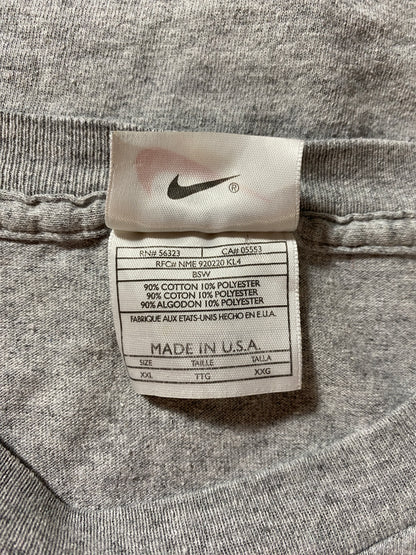 ®
RN# 56323 CA# 05553
RFC# NME 920220 KL4
BSW
90% COTTON 10% POLYESTER
90% COTON 10% POLYESTER
90% ALGODON 10% POLYESTER
FABRIQUE AUX ETATS-UNIS HECHO EN E.U.A.
MADE IN U.S.A.
SIZE TAILLE TALLA
XXL TTG XXG